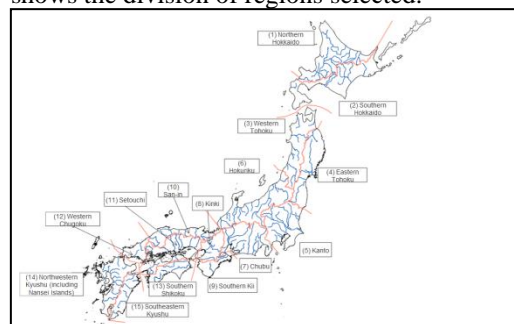 shows the division of regions selected.
(1) Northern
Hokkaido
(2) Southern
Hokkaido
(3) Western
Tohoku
(4) Eastern
Tohoku
(5) Kanto
(6)
Hokuriku
(7) Chubu
(8) Kinki
(9) Southern Kii
(10)
San-in
(11) Setouchi
(12) Western
Chugoku
(13) Southern
Shikoku
(14) Northwestern
Kyushu (including
Nansei Islands)
(15) Southeastern
Kyushu